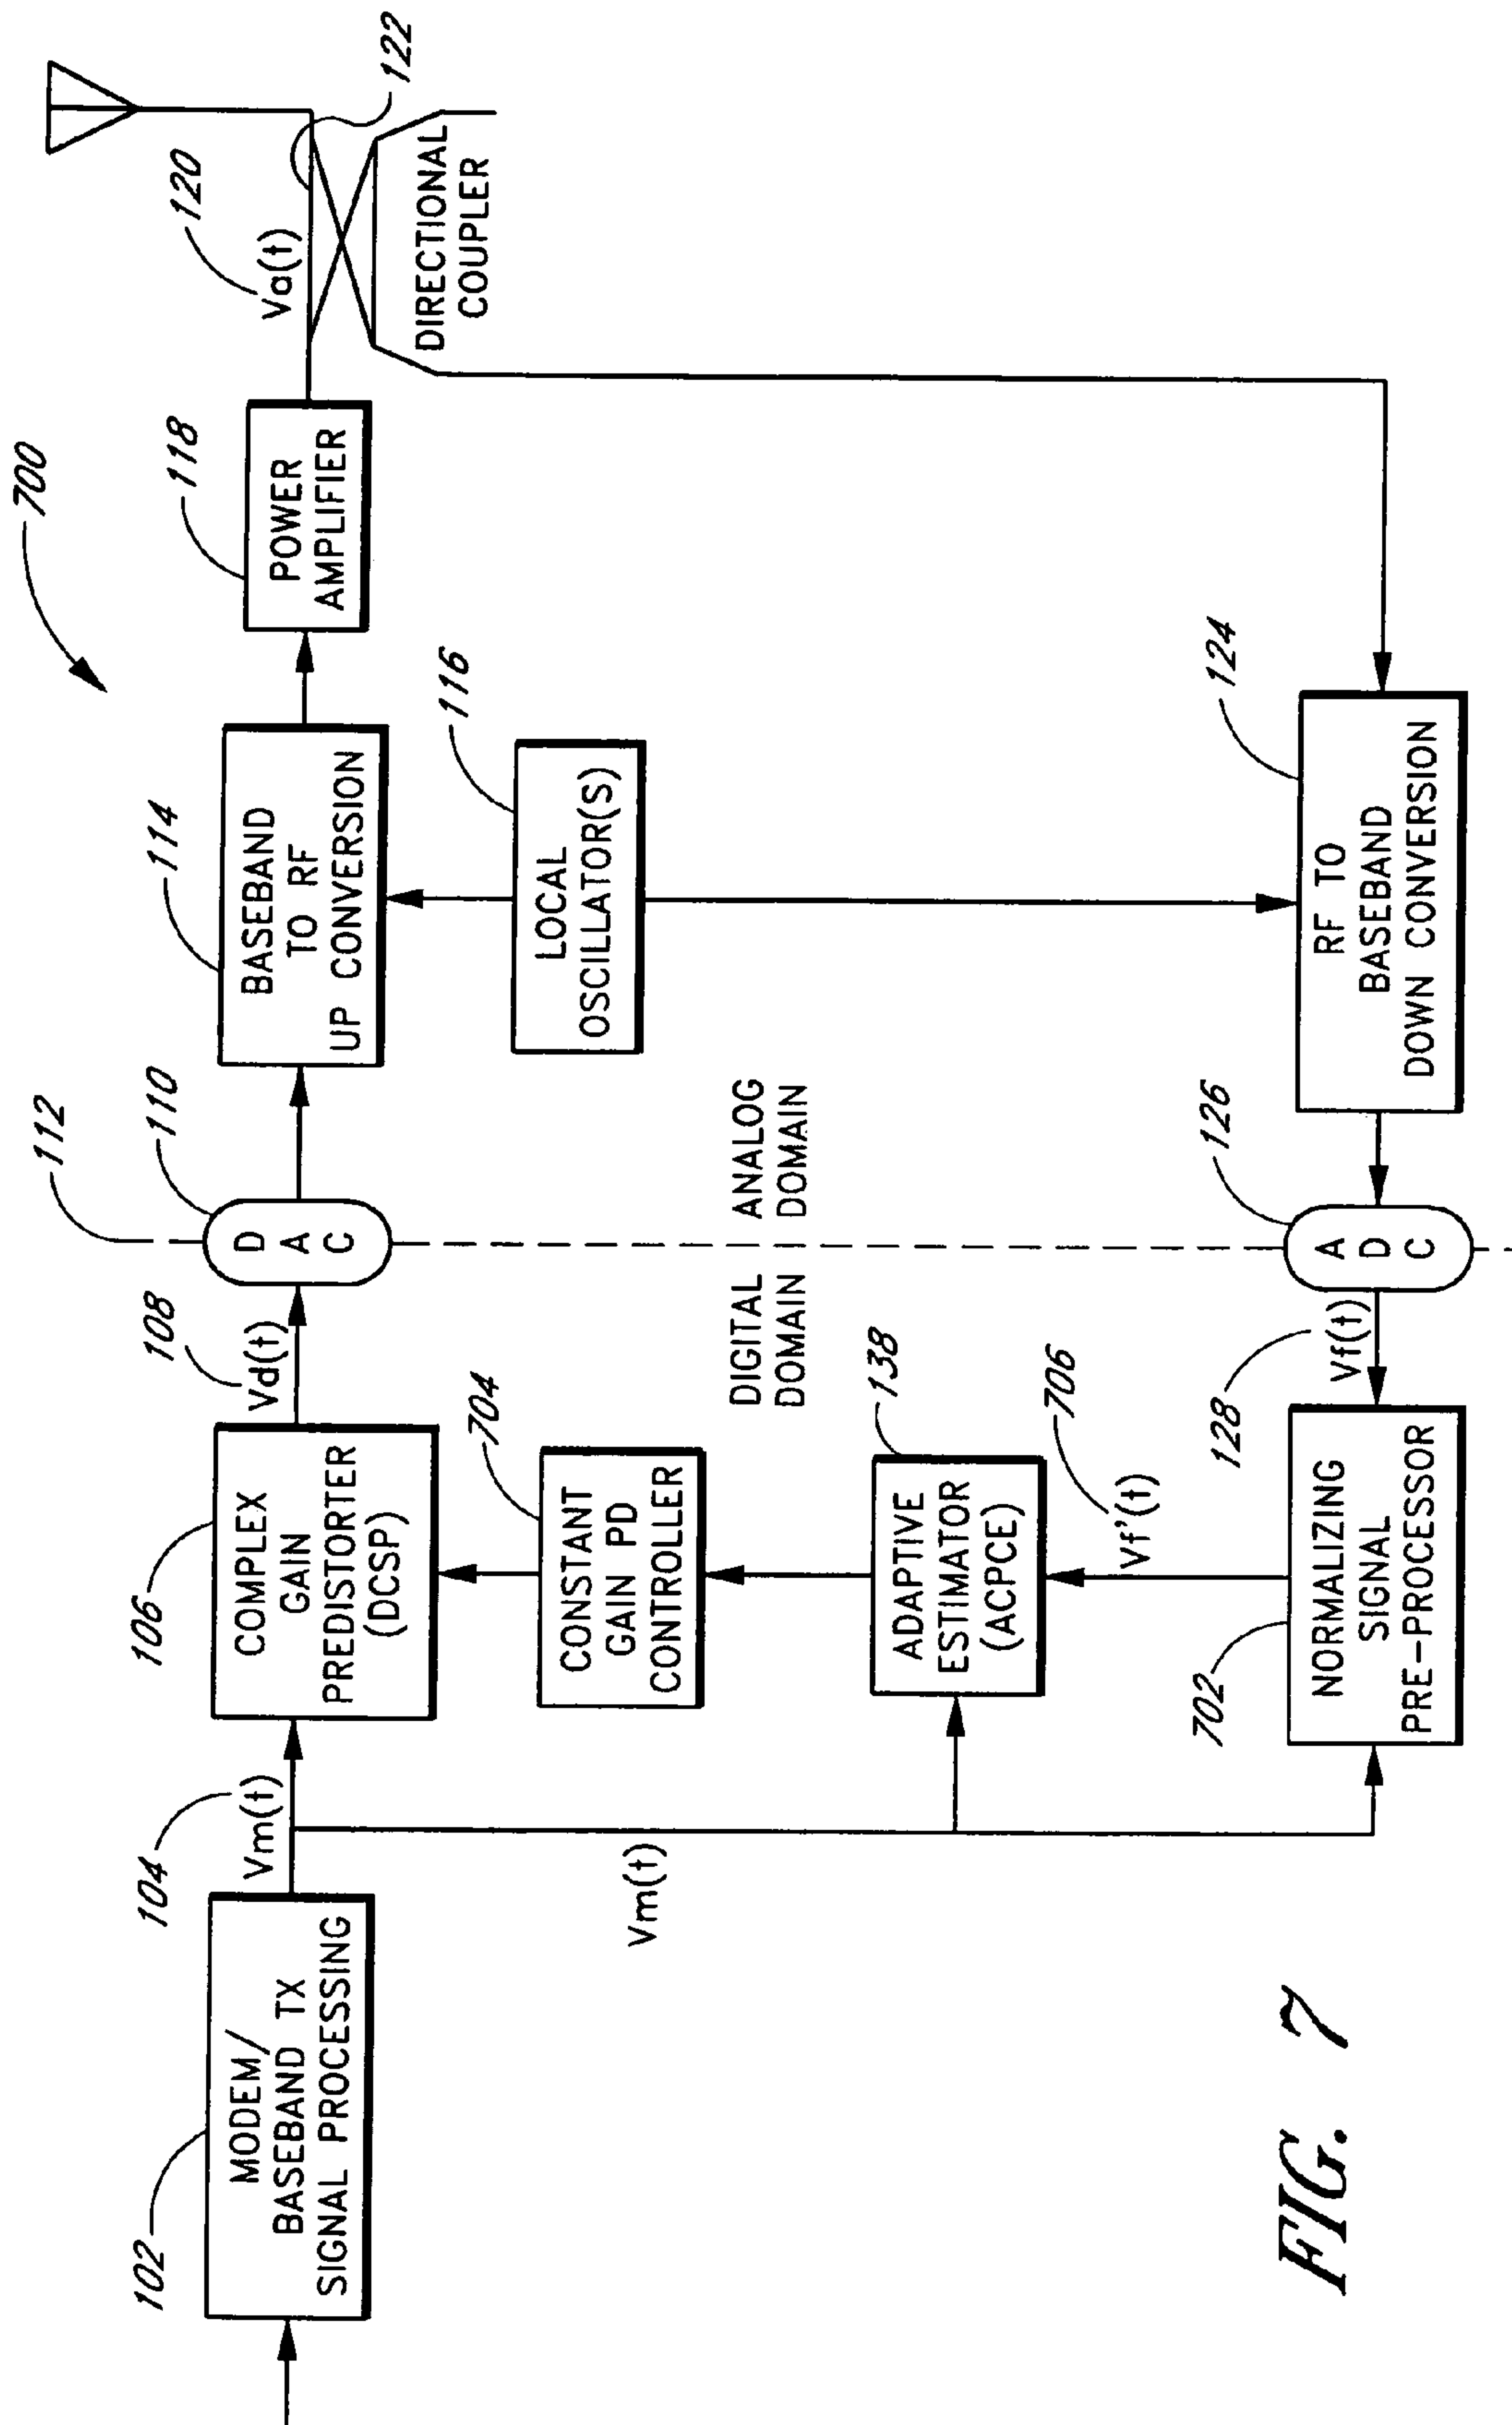 700
102
MODEM/
BASEBAND TX
SIGNAL PROCESSING
104
Vm(t)
106
COMPLEX
GAIN
PREDISTORTER
(DCSP)
108
Vd(t)
112
110
D
A
C
114
BASEBAND
TO RF
UP CONVERSION
118
POWER
AMPLIFIER
120
Va(t)
122
DIRECTIONAL
COUPLER
116
LOCAL
OSCILLATOR(S)
704
CONSTANT
GAIN PD
CONTROLLER
Vm(t)
DIGITAL
DOMAIN
ANALOG
DOMAIN
138
ADAPTIVE
ESTIMATOR
(ACPCE)
706
Vf'(t)
702
NORMALIZING
SIGNAL
PRE-PROCESSOR
128
Vf(t)
126
A
D
C
124
RF TO
BASEBAND
DOWN CONVERSION
FIG. 7